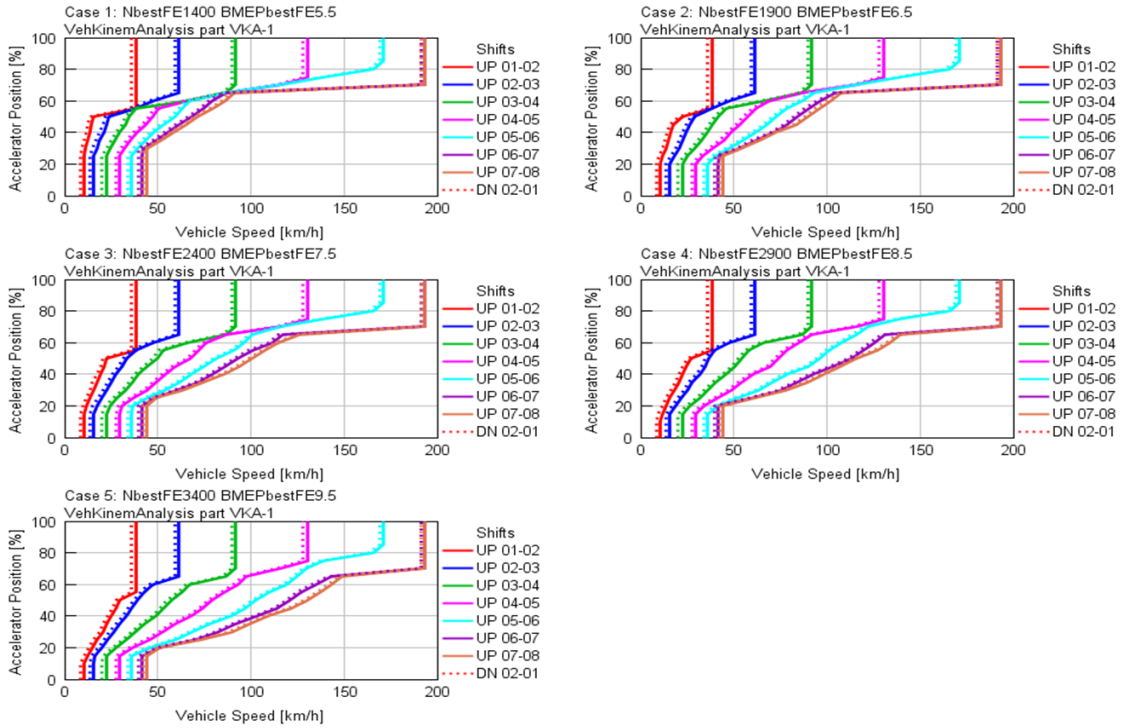 Case 1: NbestFE1400 BMEPbestFE5.5
VehKinemAnalysis part VKA-1
Accelerator Position [%]
100
80
60
40
20
0
0 50 100 150 200
Vehicle Speed [km/h]
Shifts
UP 01-02
UP 02-03
UP 03-04
UP 04-05
UP 05-06
UP 06-07
UP 07-08
DN 02-01
Case 2: NbestFE1900 BMEPbestFE6.5
VehKinemAnalysis part VKA-1
Accelerator Position [%]
100
80
60
40
20
0
0 50 100 150 200
Vehicle Speed [km/h]
Shifts
UP 01-02
UP 02-03
UP 03-04
UP 04-05
UP 05-06
UP 06-07
UP 07-08
DN 02-01
Case 3: NbestFE2400 BMEPbestFE7.5
VehKinemAnalysis part VKA-1
Accelerator Position [%]
100
80
60
40
20
0
0 50 100 150 200
Vehicle Speed [km/h]
Shifts
UP 01-02
UP 02-03
UP 03-04
UP 04-05
UP 05-06
UP 06-07
UP 07-08
DN 02-01
Case 4: NbestFE2900 BMEPbestFE8.5
VehKinemAnalysis part VKA-1
Accelerator Position [%]
100
80
60
40
20
0
0 50 100 150 200
Vehicle Speed [km/h]
Shifts
UP 01-02
UP 02-03
UP 03-04
UP 04-05
UP 05-06
UP 06-07
UP 07-08
DN 02-01
Case 5: NbestFE3400 BMEPbestFE9.5
VehKinemAnalysis part VKA-1
Accelerator Position [%]
100
80
60
40
20
0
0 50 100 150 200
Vehicle Speed [km/h]
Shifts
UP 01-02
UP 02-03
UP 03-04
UP 04-05
UP 05-06
UP 06-07
UP 07-08
DN 02-01